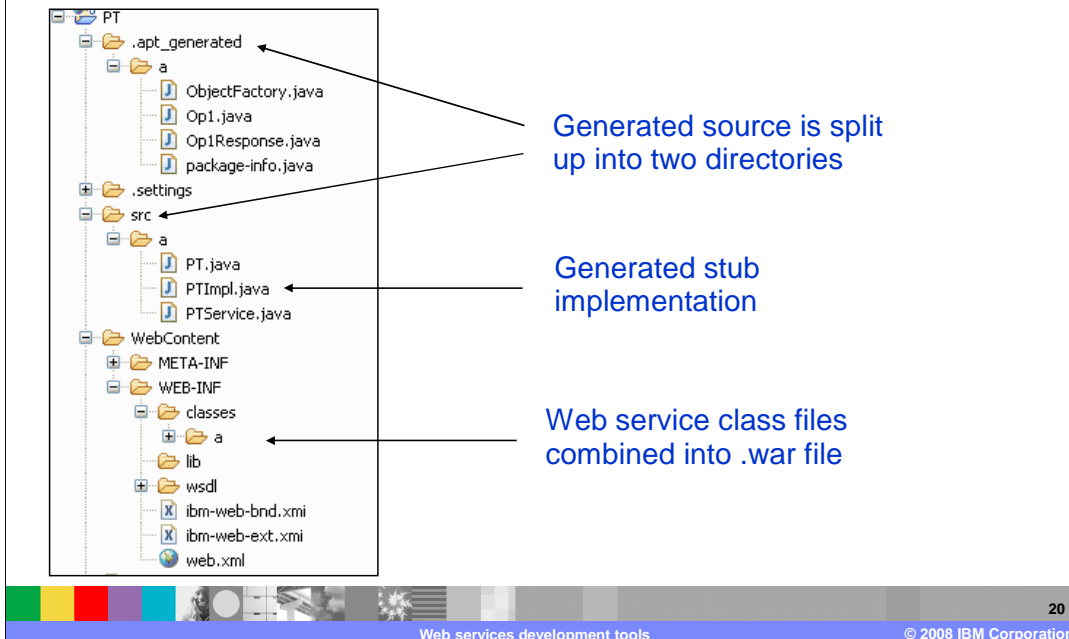 PT
.apt_generated
a
ObjectFactory.java
Op1.java
Op1Response.java
package-info.java
.settings
src
a
PT.java
PTImpl.java
PTService.java
WebContent
META-INF
WEB-INF
classes
a
lib
wsdl
ibm-web-bnd.xmi
ibm-web-ext.xmi
web.xml
Generated source is split
up into two directories
Generated stub
implementation
Web service class files
combined into .war file
20
Web services development tools
© 2008 IBM Corporation